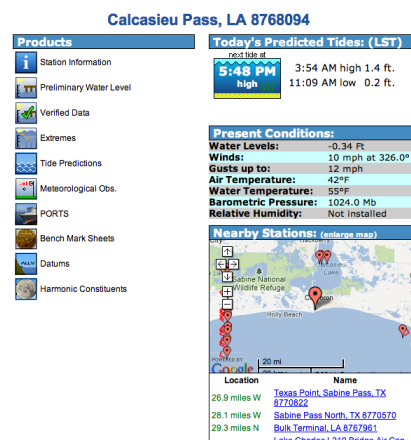 Calcasieu Pass, LA 8768094
Products
Station Information
Preliminary Water Level
Verified Data
Extremes
Tide Predictions
Meteorological Obs.
PORTS
Bench Mark Sheets
Datums
Harmonic Constituents
Today's Predicted Tides: (LST)
next tide at
5:48 PM
high
3:54 AM high 1.4 ft.
11:09 AM low 0.2 ft.
Present Conditions:
Water Levels: -0.34 Ft
Winds: 10 mph at 326.0°
Gusts up to: 12 mph
Air Temperature: 42°F
Water Temperature: 55°F
Barometric Pressure: 1024.0 Mb
Relative Humidity: Not installed
Nearby Stations: (enlarge map)
City
Hackberry
Lake
Sabine National
Wildlife Refuge
Holly Beach
POWERED BY
Google
20 mi
Location Name
26.9 miles W Texas Point, Sabine Pass, TX
8770822
28.1 miles W Sabine Pass North, TX 8770570
29.3 miles N Bulk Terminal, LA 8767961